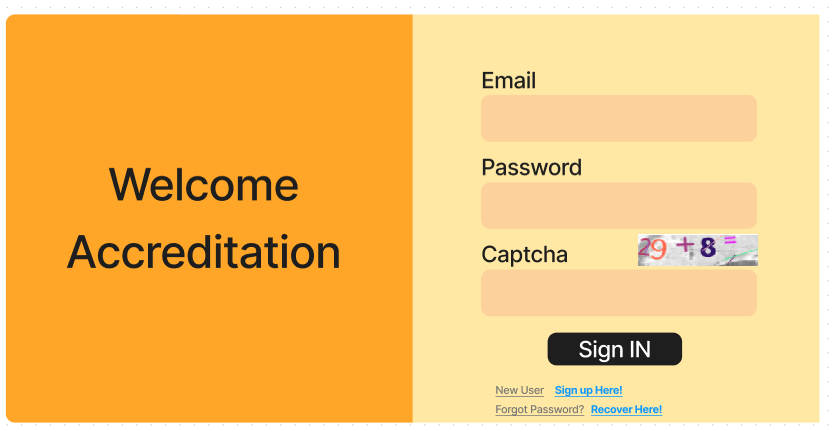 Welcome
Accreditation
Email
Password
Captcha
29 + 8 =
Sign IN
New User Sign up Here!
Forgot Password? Recover Here!